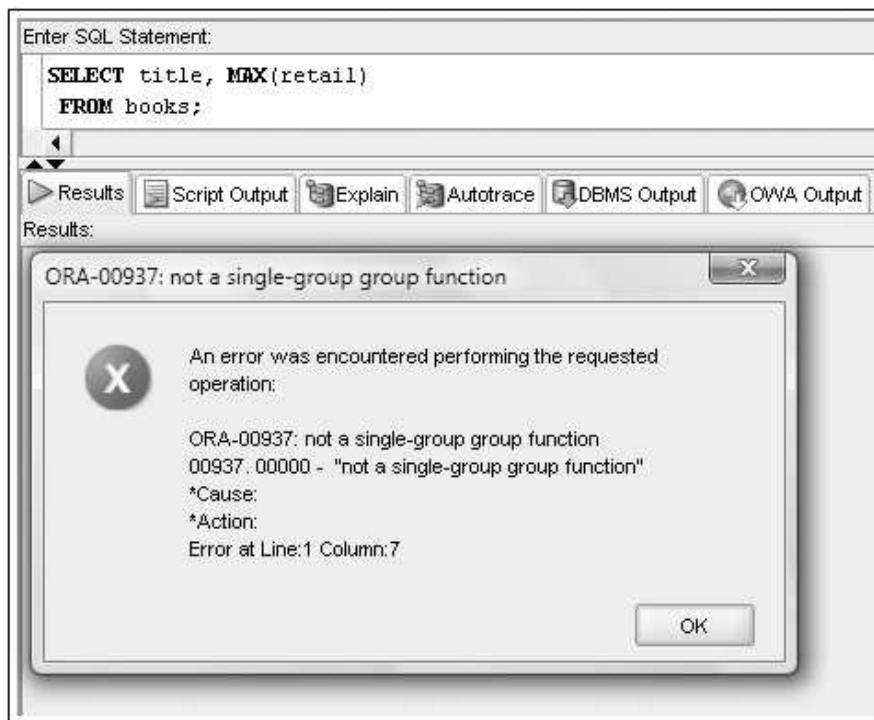 Enter SQL Statement:
SELECT title, MAX(retail)
FROM books;
Results Script Output Explain Autotrace DBMS Output OWA Output
Results:
ORA-00937: not a single-group group function
An error was encountered performing the requested
operation:
ORA-00937: not a single-group group function
00937. 00000 - "not a single-group group function"
*Cause:
*Action:
Error at Line:1 Column:7
OK